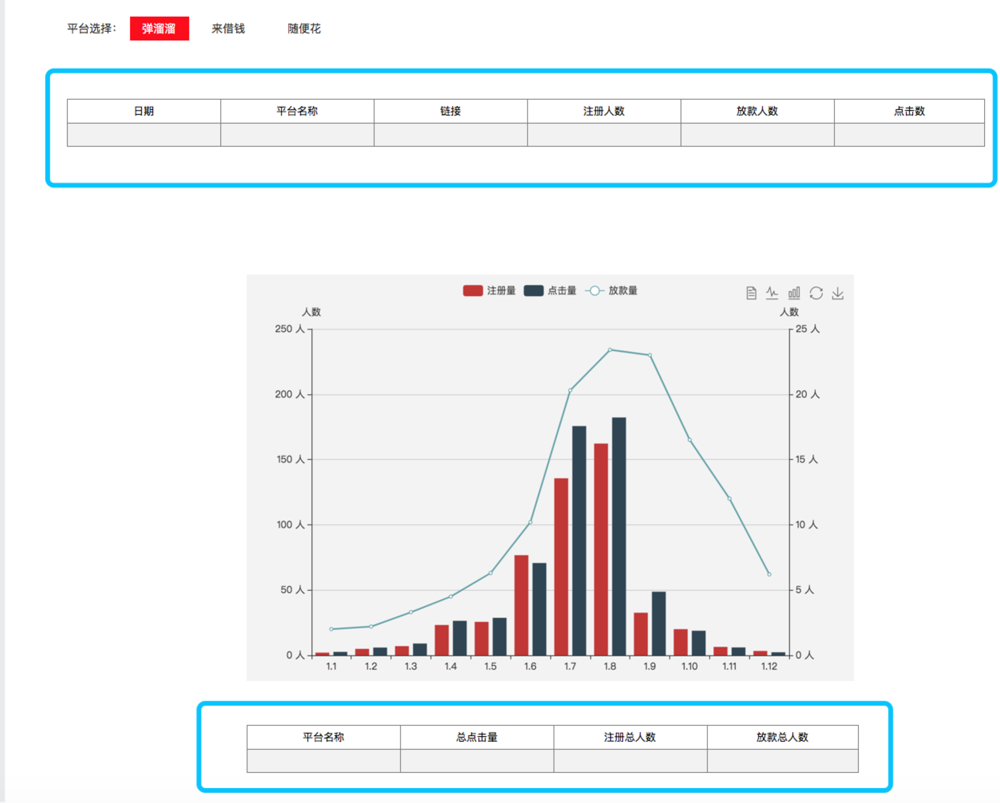 平台选择： 弹溜溜 来借钱 随便花
日期 平台名称 链接 注册人数 放款人数 点击数
注册量 点击量 放款量
人数 人数
250 人 25 人
200 人 20 人
150 人 15 人
100 人 10 人
50 人 5 人
0 人 0 人
1.1 1.2 1.3 1.4 1.5 1.6 1.7 1.8 1.9 1.10 1.11 1.12
平台名称 总点击量 注册总人数 放款总人数